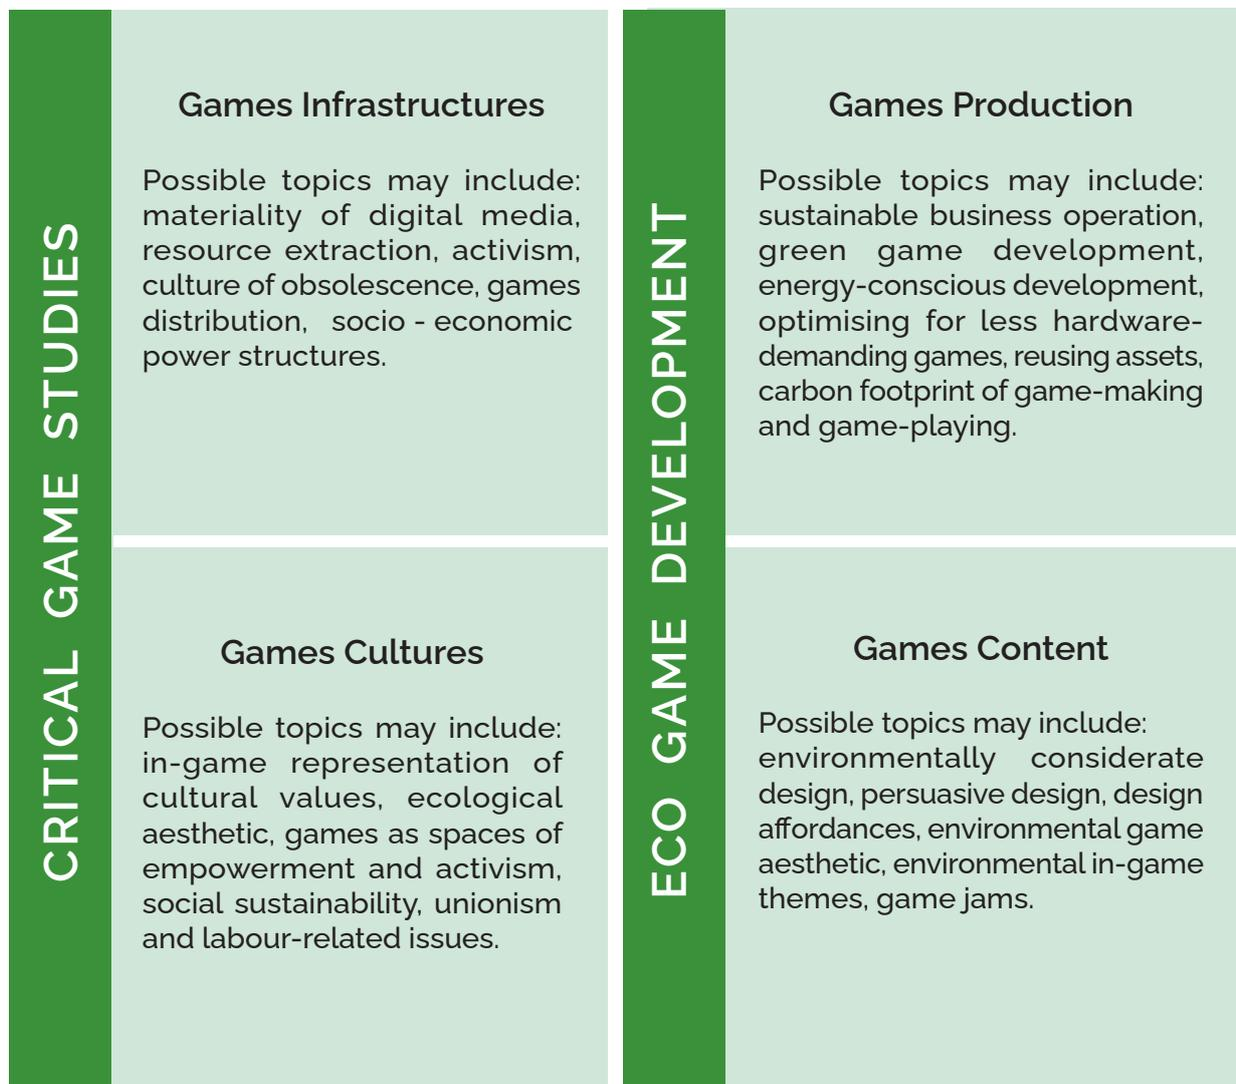 CRITICAL GAME STUDIES
Games Infrastructures
Possible topics may include:
materiality of digital media,
resource extraction, activism,
culture of obsolescence, games
distribution, socio - economic
power structures.
Games Cultures
Possible topics may include:
in-game representation of
cultural values, ecological
aesthetic, games as spaces of
empowerment and activism,
social sustainability, unionism
and labour-related issues.
ECO GAME DEVELOPMENT
Games Production
Possible topics may include:
sustainable business operation,
green game development,
energy-conscious development,
optimising for less hardware-
demanding games, reusing assets,
carbon footprint of game-making
and game-playing.
Games Content
Possible topics may include:
environmentally considerate
design, persuasive design, design
affordances, environmental game
aesthetic, environmental in-game
themes, game jams.